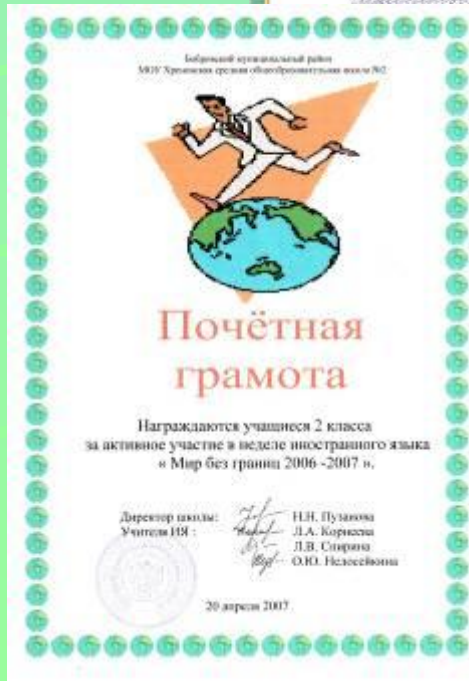 Бобровский муниципальный район
МОУ Хреновская средняя общеобразовательная школа №2
Почётная
грамота
Награждаются учащиеся 2 класса
за активное участие в неделе иностранного языка
« Мир без границ 2006 -2007 ».
Директор школы: Н.Н. Пузанова
Учителя ИЯ : Л.А. Корнеева
Л.В. Спирина
О.Ю. Недосейкина
20 апреля 2007